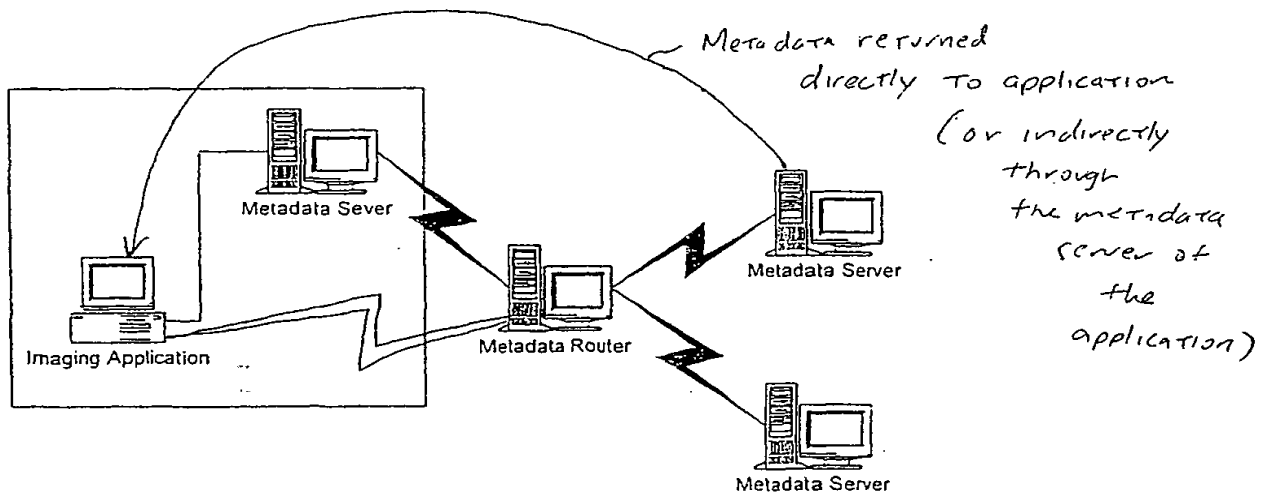 Metadata returned
directly to application
(or indirectly
through
the metadata
server of
the
application)
Metadata Sever
Metadata Server
Imaging Application
Metadata Router
Metadata Server